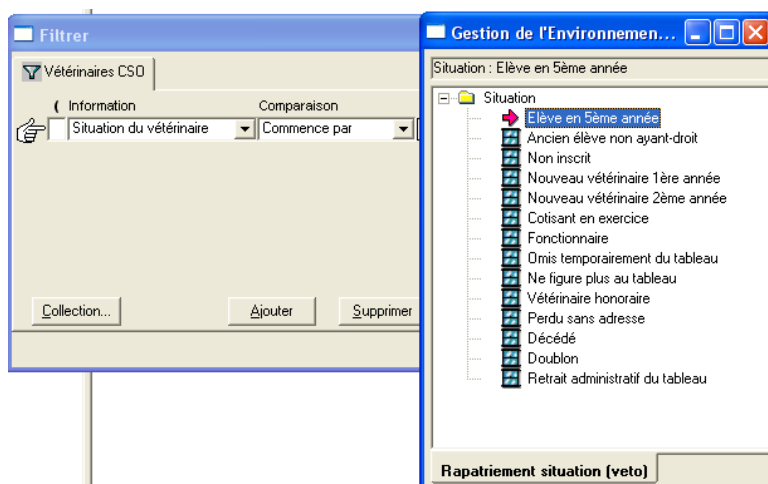 Filtrer
Vétérinaires CSO
( Information Comparaison
Situation du vétérinaire Commence par
Collection... Ajouter Supprimer
Gestion de l'Environnemen...
Situation : Elève en 5ème année
Situation
Elève en 5ème année
Ancien élève non ayant-droit
Non inscrit
Nouveau vétérinaire 1ère année
Nouveau vétérinaire 2ème année
Cotisant en exercice
Fonctionnaire
Omis temporairement du tableau
Ne figure plus au tableau
Vétérinaire honoraire
Perdu sans adresse
Décédé
Doublon
Retrait administratif du tableau
Rapatriement situation (veto)